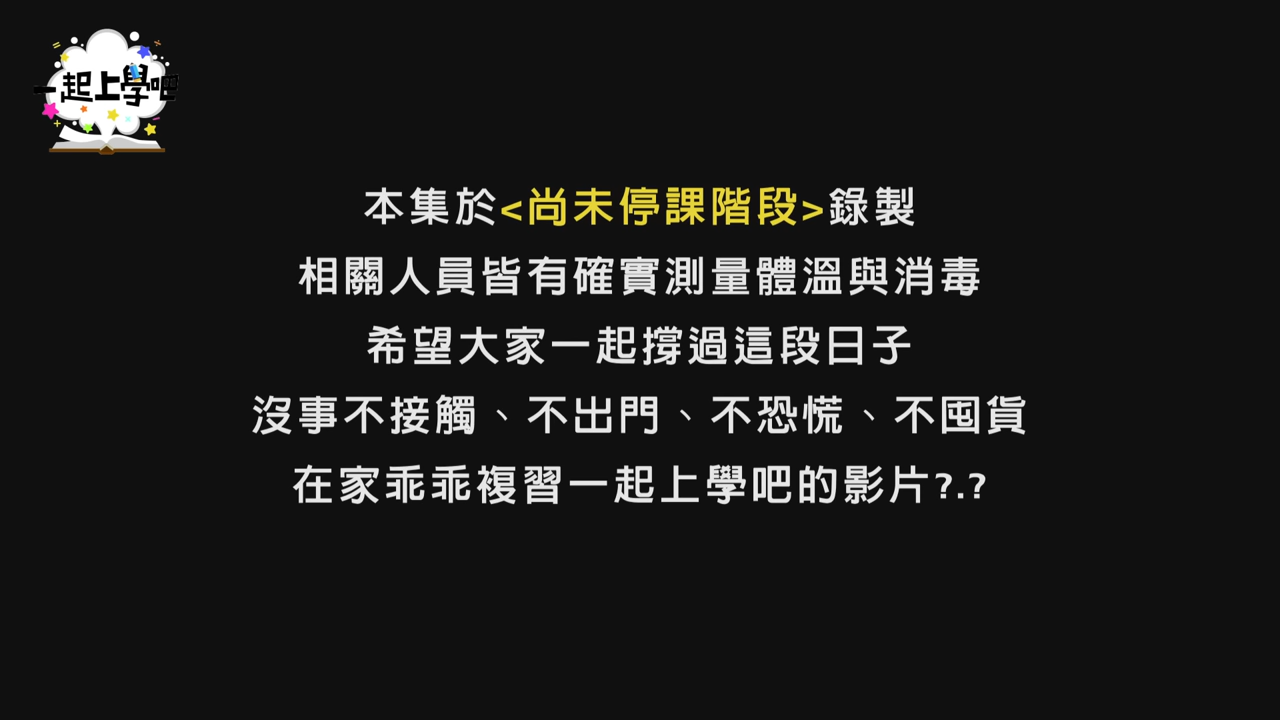 一起上學吧
本集於<尚未停課階段>錄製
相關人員皆有確實測量體溫與消毒
希望大家一起撐過這段日子
沒事不接觸、不出門、不恐慌、不囤貨
在家乖乖複習一起上學吧的影片?.?